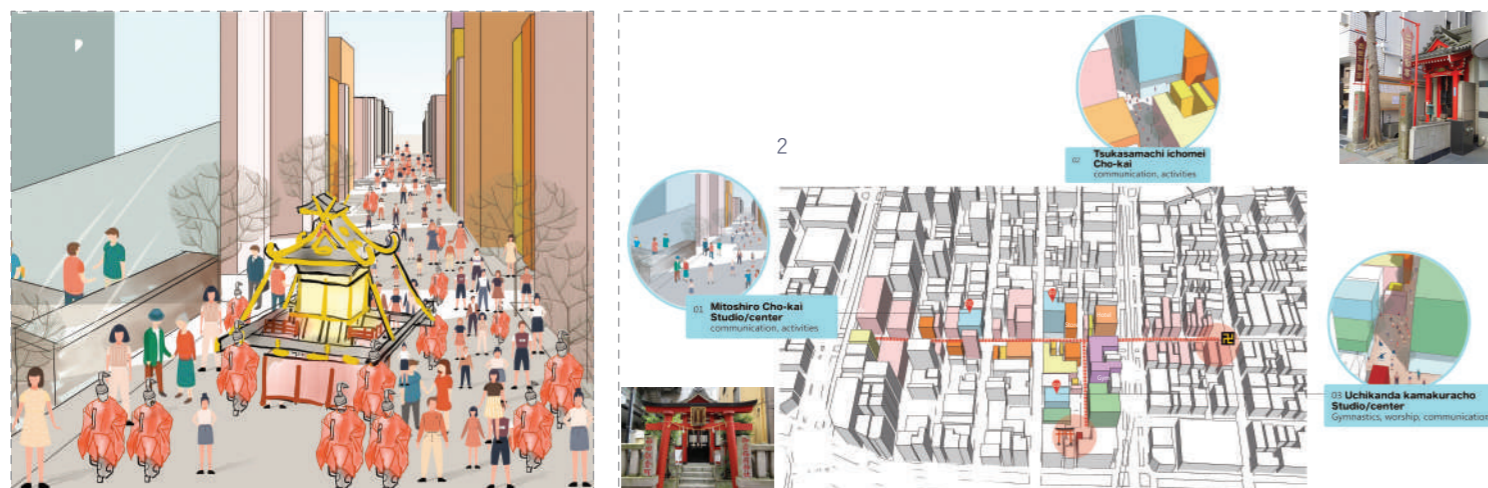 2
02 Tsukasamachi ichomei
Cho-kai
communication, activities
01 Mitoshiro Cho-kai
Studio/center
communication, activities
03 Uchikanda kamakuracho
Studio/center
Gymnastics, worship, communication
卍